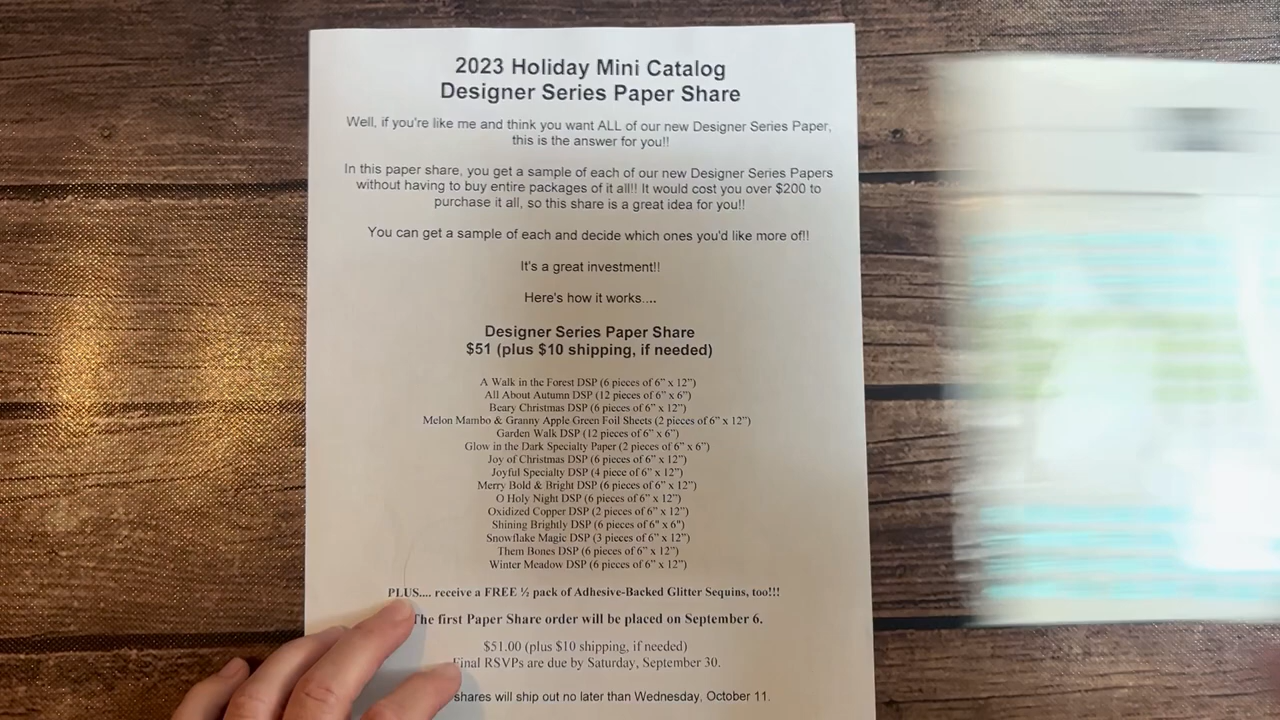 2023 Holiday Mini Catalog
Designer Series Paper Share
Well, if you're like me and think you want ALL of our new Designer Series Paper,
this is the answer for you!!
In this paper share, you get a sample of each of our new Designer Series Papers
without having to buy entire packages of it all!! It would cost you over $200 to
purchase it all, so this share is a great idea for you!!
You can get a sample of each and decide which ones you'd like more of!!
It's a great investment!!
Here's how it works....
Designer Series Paper Share
$51 (plus $10 shipping, if needed)
A Walk in the Forest DSP (6 pieces of 6” x 12”)
All About Autumn DSP (12 pieces of 6” x 6”)
Beary Christmas DSP (6 pieces of 6” x 12”)
Melon Mambo & Granny Apple Green Foil Sheets (2 pieces of 6” x 12”)
Garden Walk DSP (12 pieces of 6” x 6”)
Glow in the Dark Specialty Paper (2 pieces of 6” x 6”)
Joy of Christmas DSP (6 pieces of 6” x 12”)
Joyful Specialty DSP (4 piece of 6” x 12”)
Merry Bold & Bright DSP (6 pieces of 6” x 12”)
O Holy Night DSP (6 pieces of 6” x 12”)
Oxidized Copper DSP (2 pieces of 6” x 12”)
Shining Brightly DSP (6 pieces of 6" x 6")
Snowflake Magic DSP (3 pieces of 6” x 12”)
Them Bones DSP (6 pieces of 6” x 12”)
Winter Meadow DSP (6 pieces of 6” x 12”)
PLUS.... receive a FREE ½ pack of Adhesive-Backed Glitter Sequins, too!!!
The first Paper Share order will be placed on September 6.
$51.00 (plus $10 shipping, if needed)
Final RSVPs are due by Saturday, September 30.
shares will ship out no later than Wednesday, October 11.